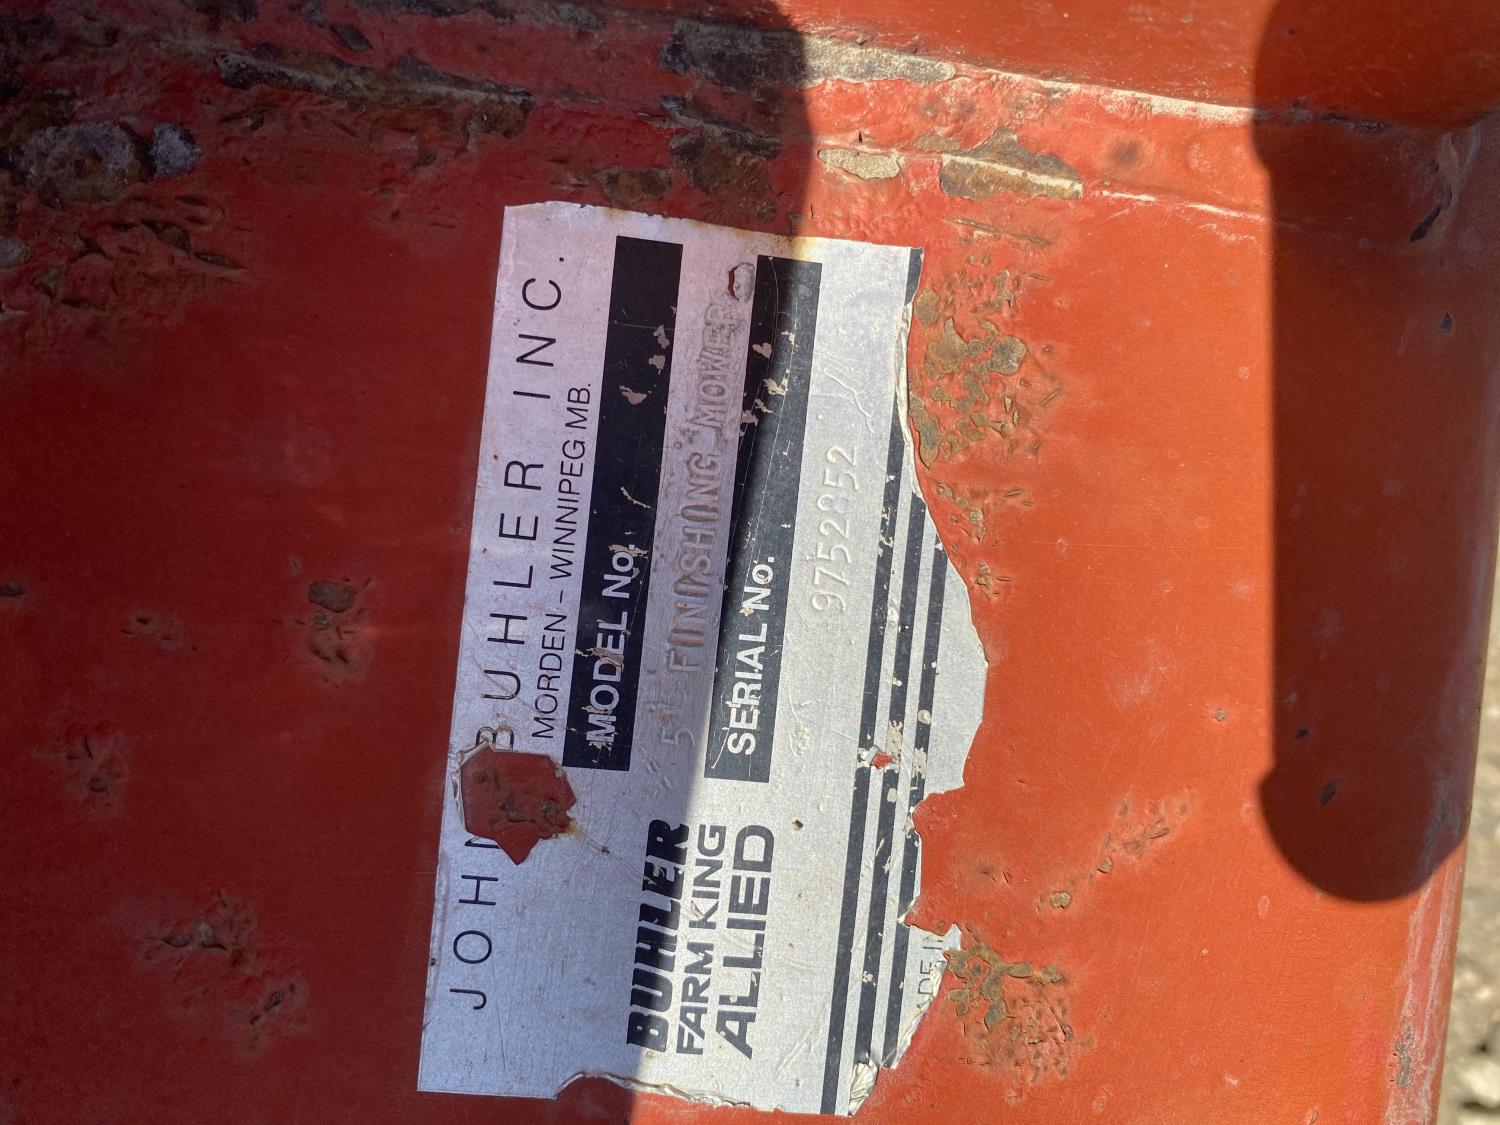 JOHN BUHLER INC.
MORDEN - WINNIPEG MB.
MODEL No.
5' FINISHING MOWER
SERIAL No.
9752852
BUHLER
FARM KING
ALLIED